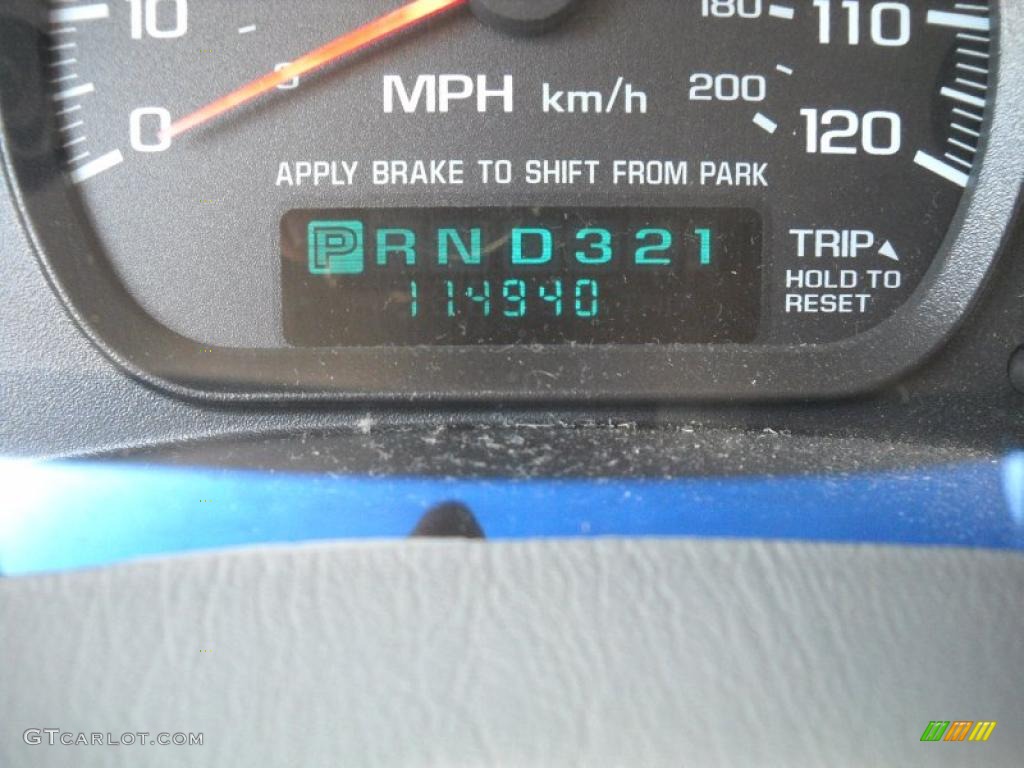 10 180 110
0 0 MPH km/h 200 120
APPLY BRAKE TO SHIFT FROM PARK
P R N D 3 2 1 TRIP
114940 HOLD TO
RESET
GTCARLOT.COM